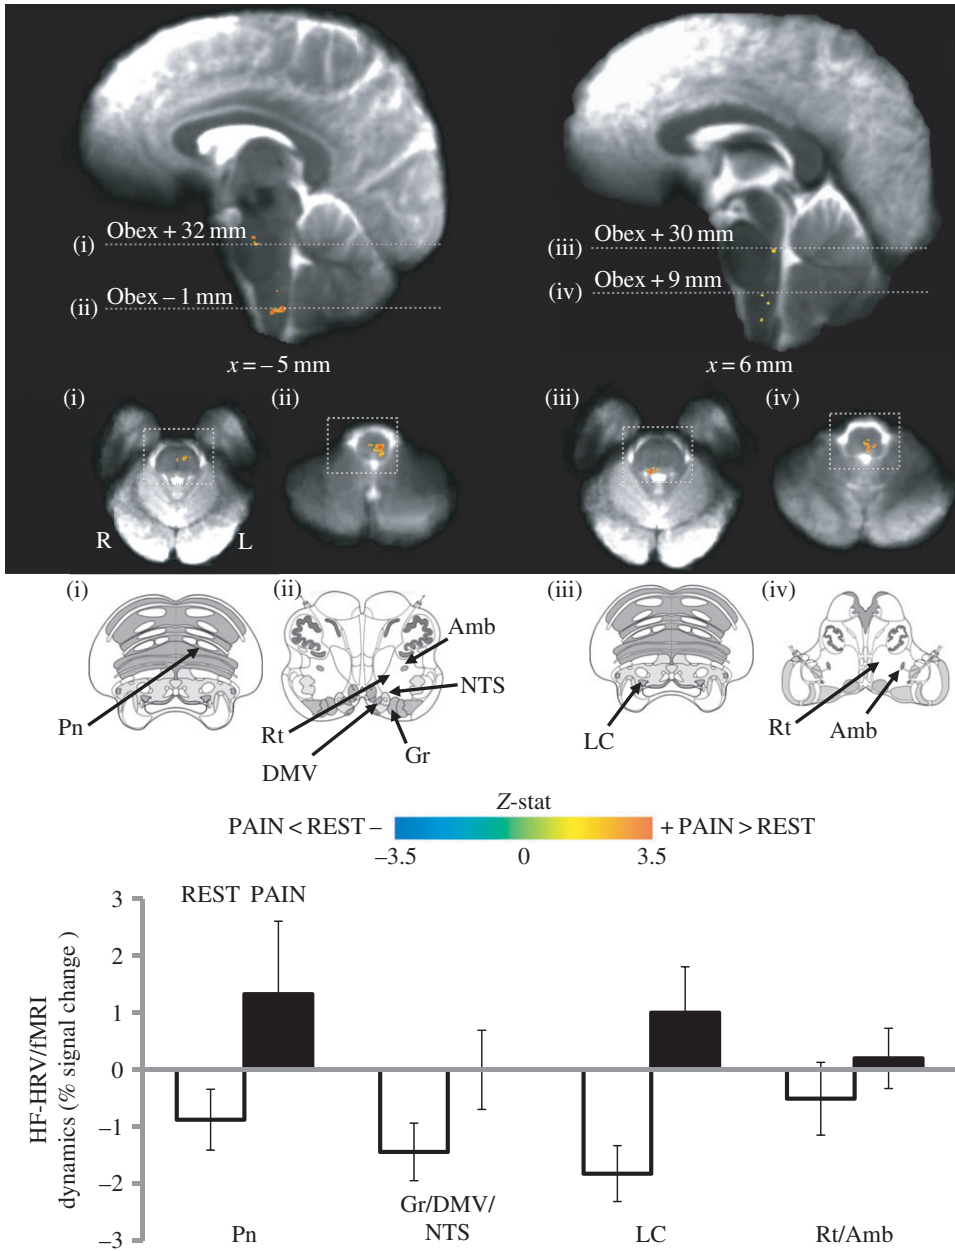 Obex + 32 mm
(i)
Obex – 1 mm
(ii)
x = – 5 mm
Obex + 30 mm
(iii)
Obex + 9 mm
(iv)
x = 6 mm
(i)
(ii)
(iii)
(iv)
R
L
(i)
(ii)
(iii)
(iv)
Amb
NTS
Pn
Rt
DMV
Gr
LC
Rt
Amb
Z-stat
PAIN < REST – + PAIN > REST
–3.5 0 3.5
REST PAIN
HF-HRV/fMRI
dynamics (% signal change )
3
2
1
0
–1
–2
–3
Pn
Gr/DMV/
NTS
LC
Rt/Amb